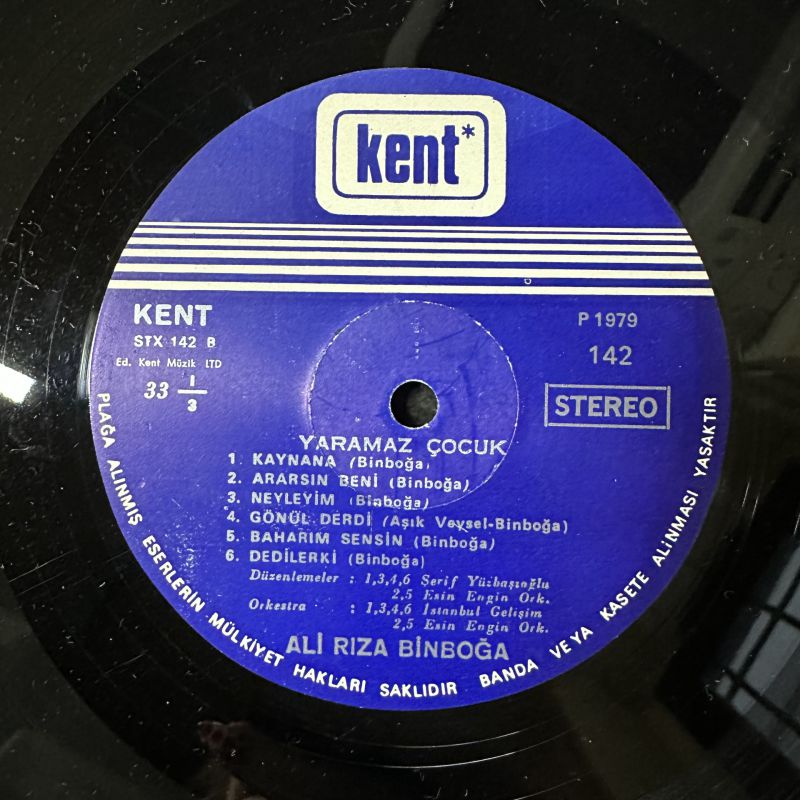 kent*
KENT
STX 142 B
Ed. Kent Müzik LTD
33 1/3
P 1979
142
STEREO
YARAMAZ ÇOCUK
1. KAYNANA (Binboğa)
2. ARARSIN BENİ (Binboğa)
3. NEYLEYİM (Binboğa)
4. GÖNÜL DERDİ (Aşık Veysel-Binboğa)
5. BAHARIM SENSİN (Binboğa)
6. DEDİLERKİ (Binboğa)
Düzenlemeler : 1,3,4,6 Şerif Yüzbaşıoğlu
2,5 Esin Engin Ork.
Orkestra : 1,3,4,6 İstanbul Gelişim
2,5 Esin Engin Ork.
ALİ RIZA BİNBOĞA
PLAĞA ALINMIŞ ESERLERİN MÜLKİYET HAKLARI SAKLIDIR BANDA VEYA KASETE ALINMASI YASAKTIR